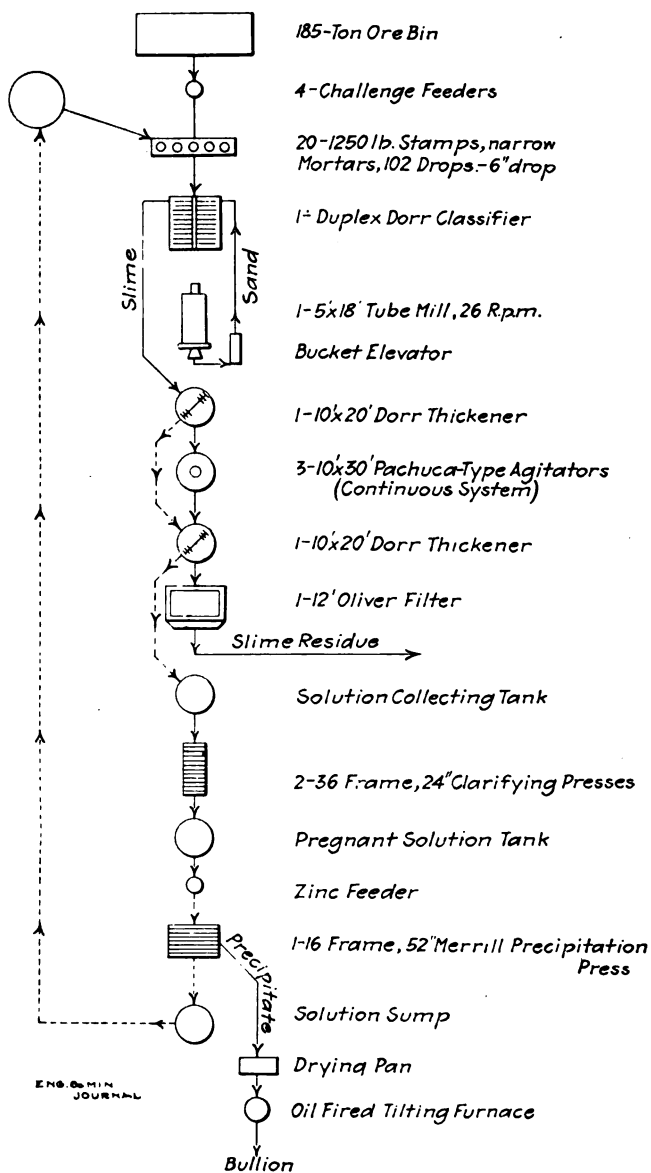 185-Ton Ore Bin
4-Challenge Feeders
20-1250 lb. Stamps, narrow
Mortars, 102 Drops.-6" drop
1- Duplex Dorr Classifier
Slime
Sand
1-5'x18' Tube Mill, 26 R.p.m.
Bucket Elevator
1-10'x20' Dorr Thickener
3-10'x30' Pachuca-Type Agitators
(Continuous System)
1-10'x20' Dorr Thickener
1-12' Oliver Filter
Slime Residue
Solution Collecting Tank
2-36 Frame, 24" Clarifying Presses
Pregnant Solution Tank
Zinc Feeder
1-16 Frame, 52" Merrill Precipitation
Press
Precipitate
Solution Sump
Drying Pan
ENG. & MIN
JOURNAL
Oil Fired Tilting Furnace
Bullion